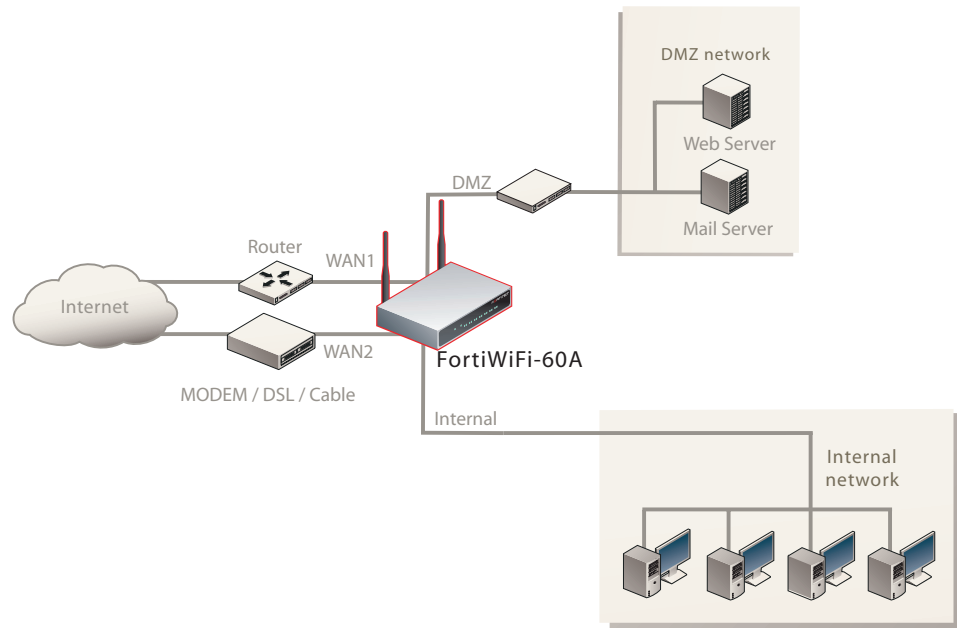 DMZ network
Web Server
DMZ
Mail Server
Router
WAN1
Internet
WAN2
FortiWiFi-60A
MODEM / DSL / Cable
Internal
Internal
network